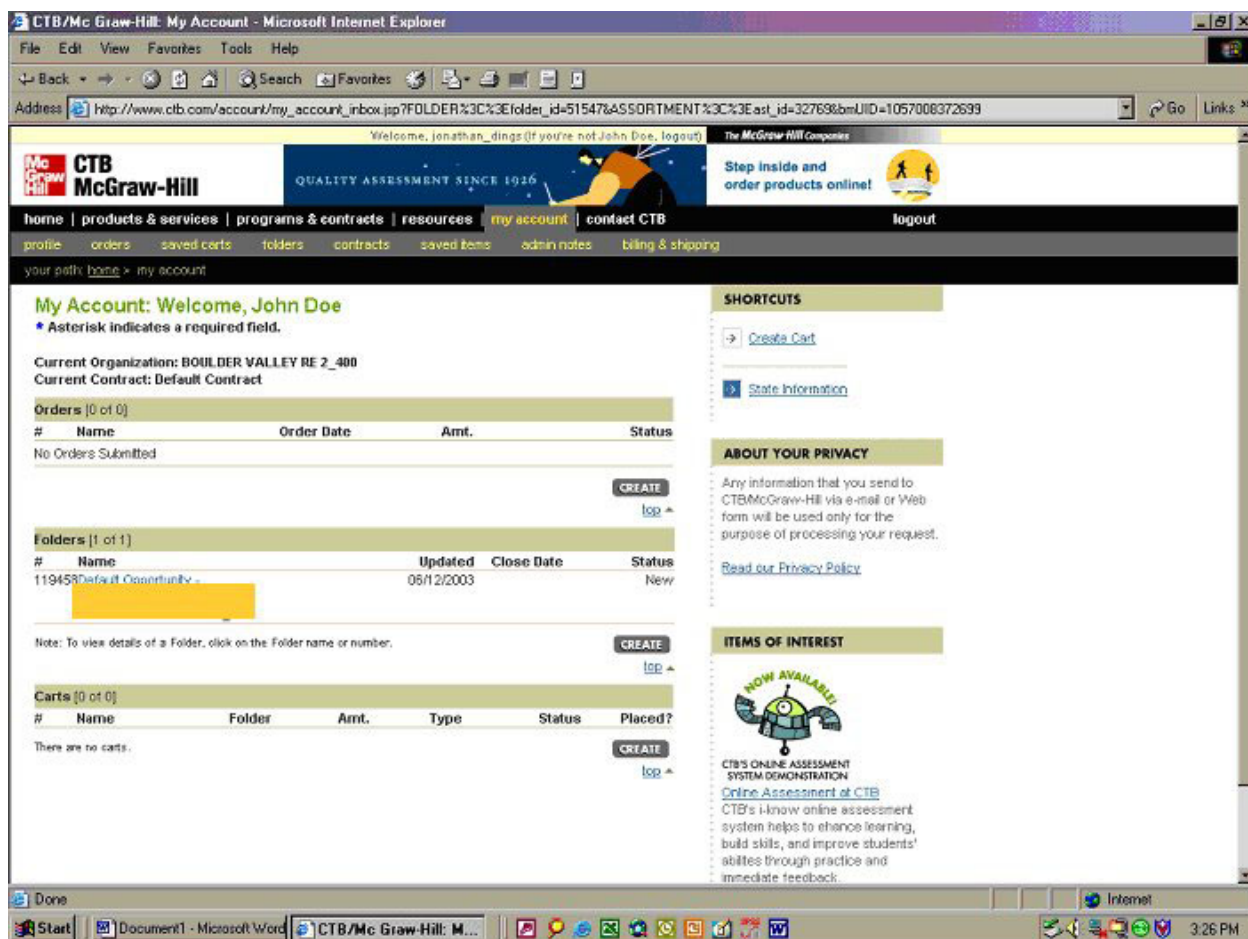 CTB/Mc Graw-Hill: My Account - Microsoft Internet Explorer
File Edit View Favorites Tools Help
Back Search Favorites
Address http://www.ctb.com/account/my_account_inbox.jsp?FOLDER%3C%3Efolder_id=51547&ASSORTMENT%3C%3East_id=32769&bmUID=1057008372699 Go Links
Welcome, jonathan_dings (If you're not John Doe, logout) The McGraw-Hill Companies
Mc Graw Hill CTB McGraw-Hill
QUALITY ASSESSMENT SINCE 1926
Step inside and order products online!
home | products & services | programs & contracts | resources | my account | contact CTB logout
profile orders saved carts folders contracts saved items admin notes billing & shipping
your path: home > my account
My Account: Welcome, John Doe
* Asterisk indicates a required field.
Current Organization: BOULDER VALLEY RE 2_400
Current Contract: Default Contract
Orders [0 of 0]
# Name Order Date Amt. Status
No Orders Submitted
CREATE
top
Folders [1 of 1]
# Name Updated Close Date Status
119458 Default Opportunity - 06/12/2003 New
Note: To view details of a Folder, click on the Folder name or number.
CREATE
top
Carts [0 of 0]
# Name Folder Amt. Type Status Placed?
There are no carts.
CREATE
top
SHORTCUTS
Create Cart
State Information
ABOUT YOUR PRIVACY
Any information that you send to
CTB/McGraw-Hill via e-mail or Web
form will be used only for the
purpose of processing your request.
Read our Privacy Policy
ITEMS OF INTEREST
NOW AVAILABLE!
CTB'S ONLINE ASSESSMENT
SYSTEM DEMONSTRATION
Online Assessment at CTB
CTB's i-know online assessment
system helps to ehance learning,
build skills, and improve students'
abilites through practice and
immediate feedback.
Done Internet
Start Document1 - Microsoft Word CTB/Mc Graw-Hill: M... 3:26 PM